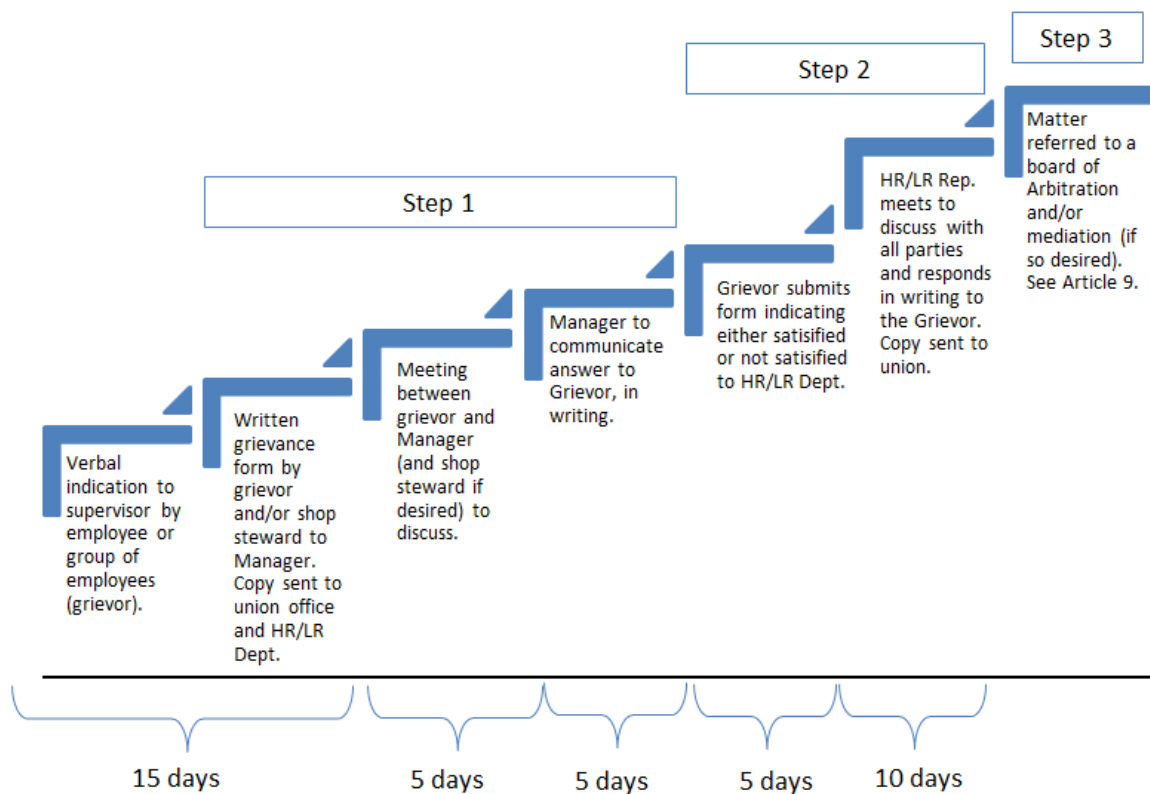 Step 1
Step 2
Step 3
Verbal
indication to
supervisor by
employee or
group of
employees
(grievor).
Written
grievance
form by
grievor
and/or shop
steward to
Manager.
Copy sent to
union office
and HR/LR
Dept.
Meeting
between
grievor and
Manager
(and shop
steward if
desired) to
discuss.
Manager to
communicate
answer to
Grievor, in
writing.
Grievor submits
form indicating
either satisfied
or not satisfied
to HR/LR Dept.
HR/LR Rep.
meets to
discuss with
all parties
and responds
in writing to
the Grievor.
Copy sent to
union.
Matter
referred to a
board of
Arbitration
and/or
mediation (if
so desired).
See Article 9.
15 days
5 days
5 days
5 days
10 days